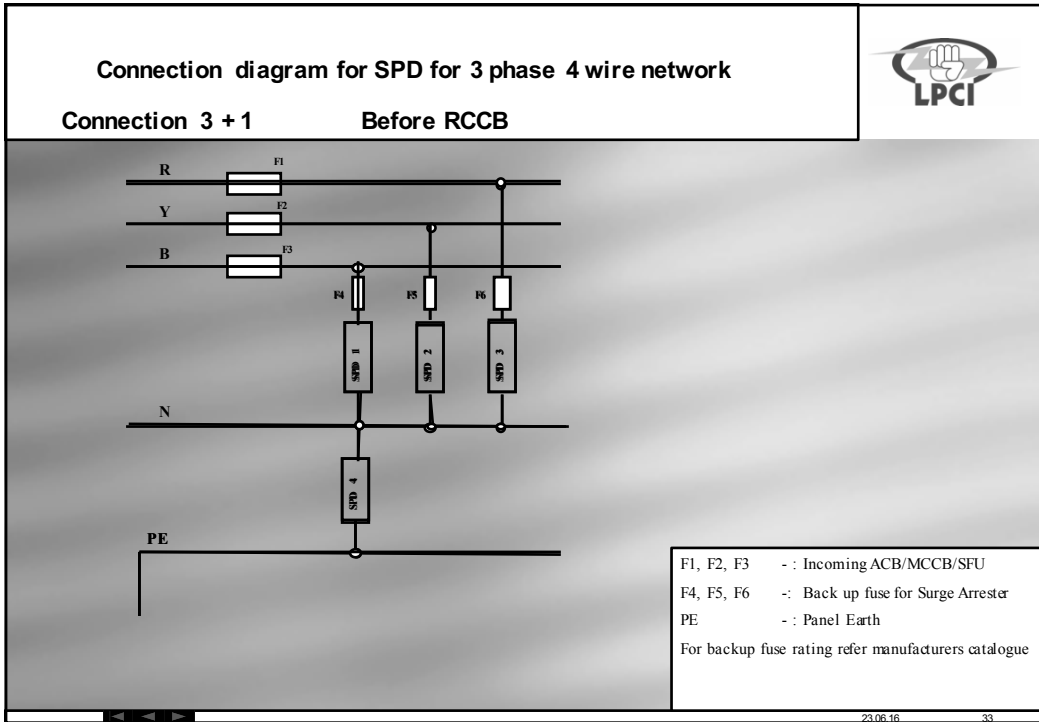 Connection diagram for SPD for 3 phase 4 wire network
Connection 3 + 1 Before RCCB
LPCI
R
F1
Y
F2
B
F3
F4
F5
F6
SPD 1
SPD 2
SPD 3
N
SPD 4
PE
F1, F2, F3 - : Incoming ACB/MCCB/SFU
F4, F5, F6 -: Back up fuse for Surge Arrester
PE - : Panel Earth
For backup fuse rating refer manufacturers catalogue
23.06.16 33